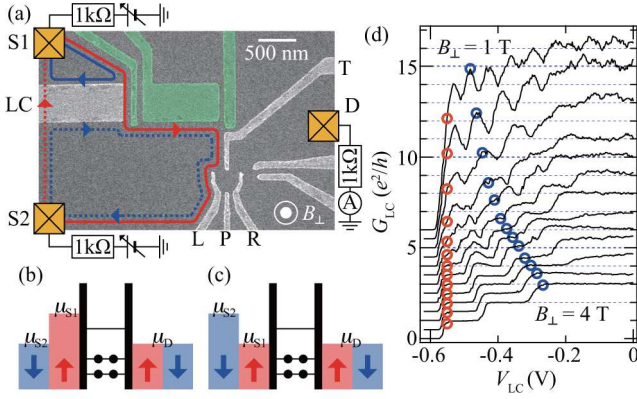 (a)
1kΩ
S1
500 nm
T
LC
D
1kΩ
A
S2
B⊥
1kΩ
L P R
(b)
(c)
μS2
μS1
μD
μS2
μS1
μD
(d)
B⊥ = 1 T
15
10
5
0
GLC (e²/h)
B⊥ = 4 T
-0.6
-0.4
-0.2
0
VLC (V)